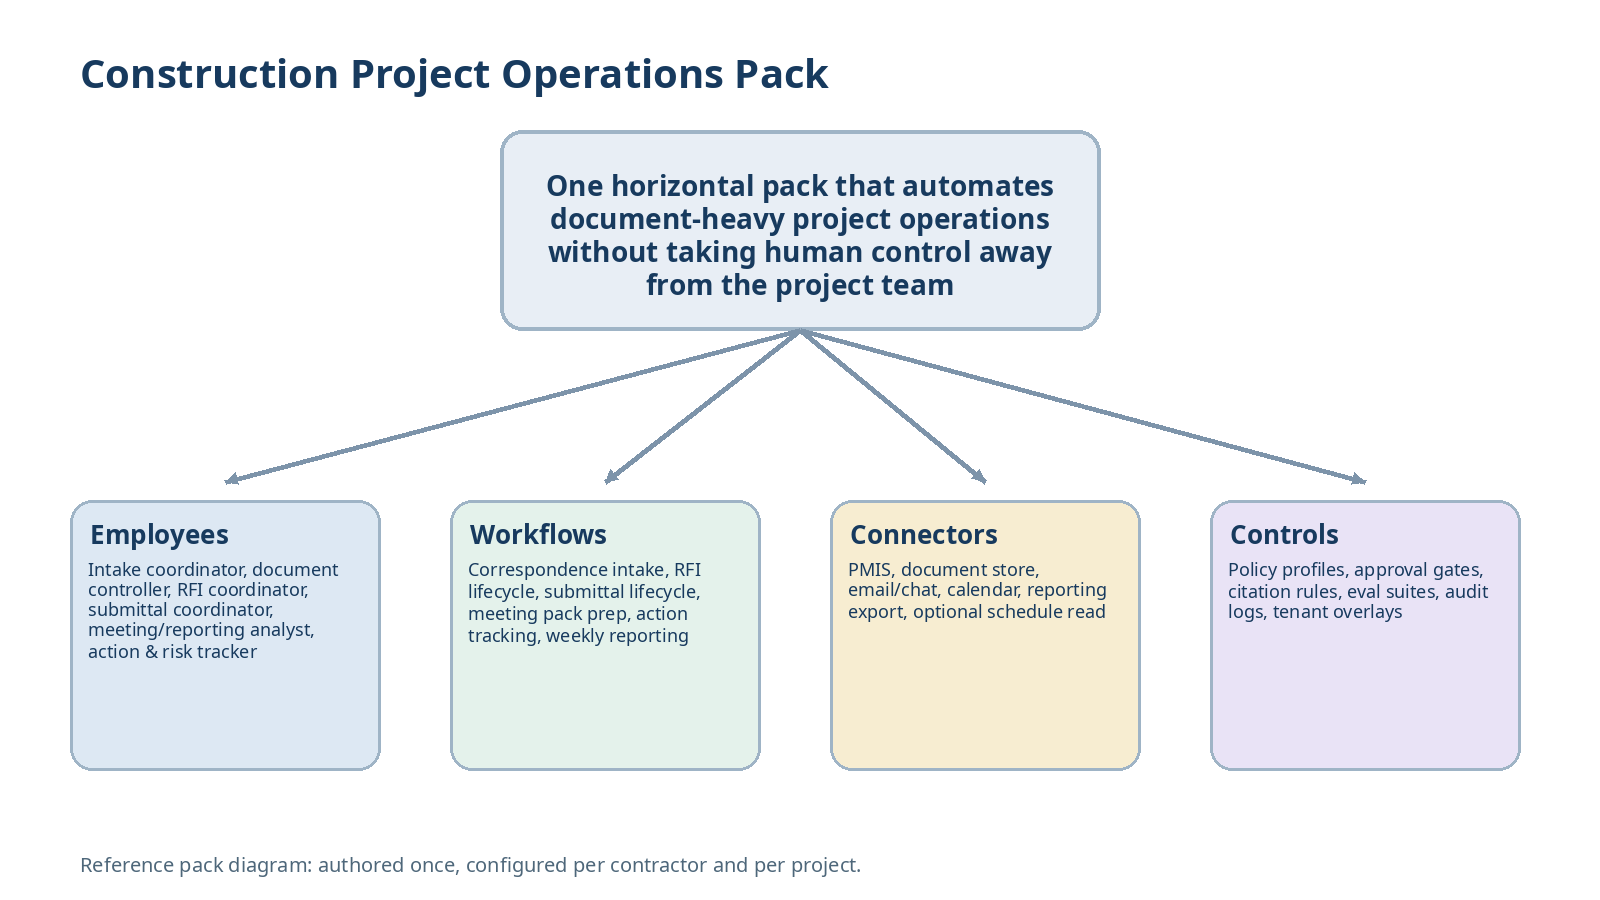 Construction Project Operations Pack
One horizontal pack that automates
document-heavy project operations
without taking human control away
from the project team
Employees
Intake coordinator, document
controller, RFI coordinator,
submittal coordinator,
meeting/reporting analyst,
action & risk tracker
Workflows
Correspondence intake, RFI
lifecycle, submittal lifecycle,
meeting pack prep, action
tracking, weekly reporting
Connectors
PMIS, document store,
email/chat, calendar, reporting
export, optional schedule read
Controls
Policy profiles, approval gates,
citation rules, eval suites, audit
logs, tenant overlays
Reference pack diagram: authored once, configured per contractor and per project.